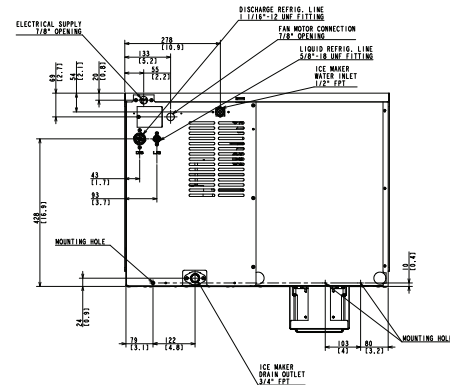 DISCHARGE REFRIG. LINE
1 1/16"-12 UNF FITTING
ELECTRICAL SUPPLY
7/8" OPENING
FAN MOTOR CONNECTION
7/8" OPENING
278
[10.9]
LIQUID REFRIG. LINE
5/8"-18 UNF FITTING
133
[5.2]
55
[2.2]
ICE MAKER
WATER INLET
1/2" FPT
69
[2.7]
54
[2.1]
20
[0.8]
43
[1.7]
93
[3.7]
428
[16.9]
MOUNTING HOLE
10
[0.4]
24
[0.9]
79
[3.1]
122
[4.8]
103
[4]
80
[3.2]
MOUNTING HOLE
ICE MAKER
DRAIN OUTLET
3/4" FPT